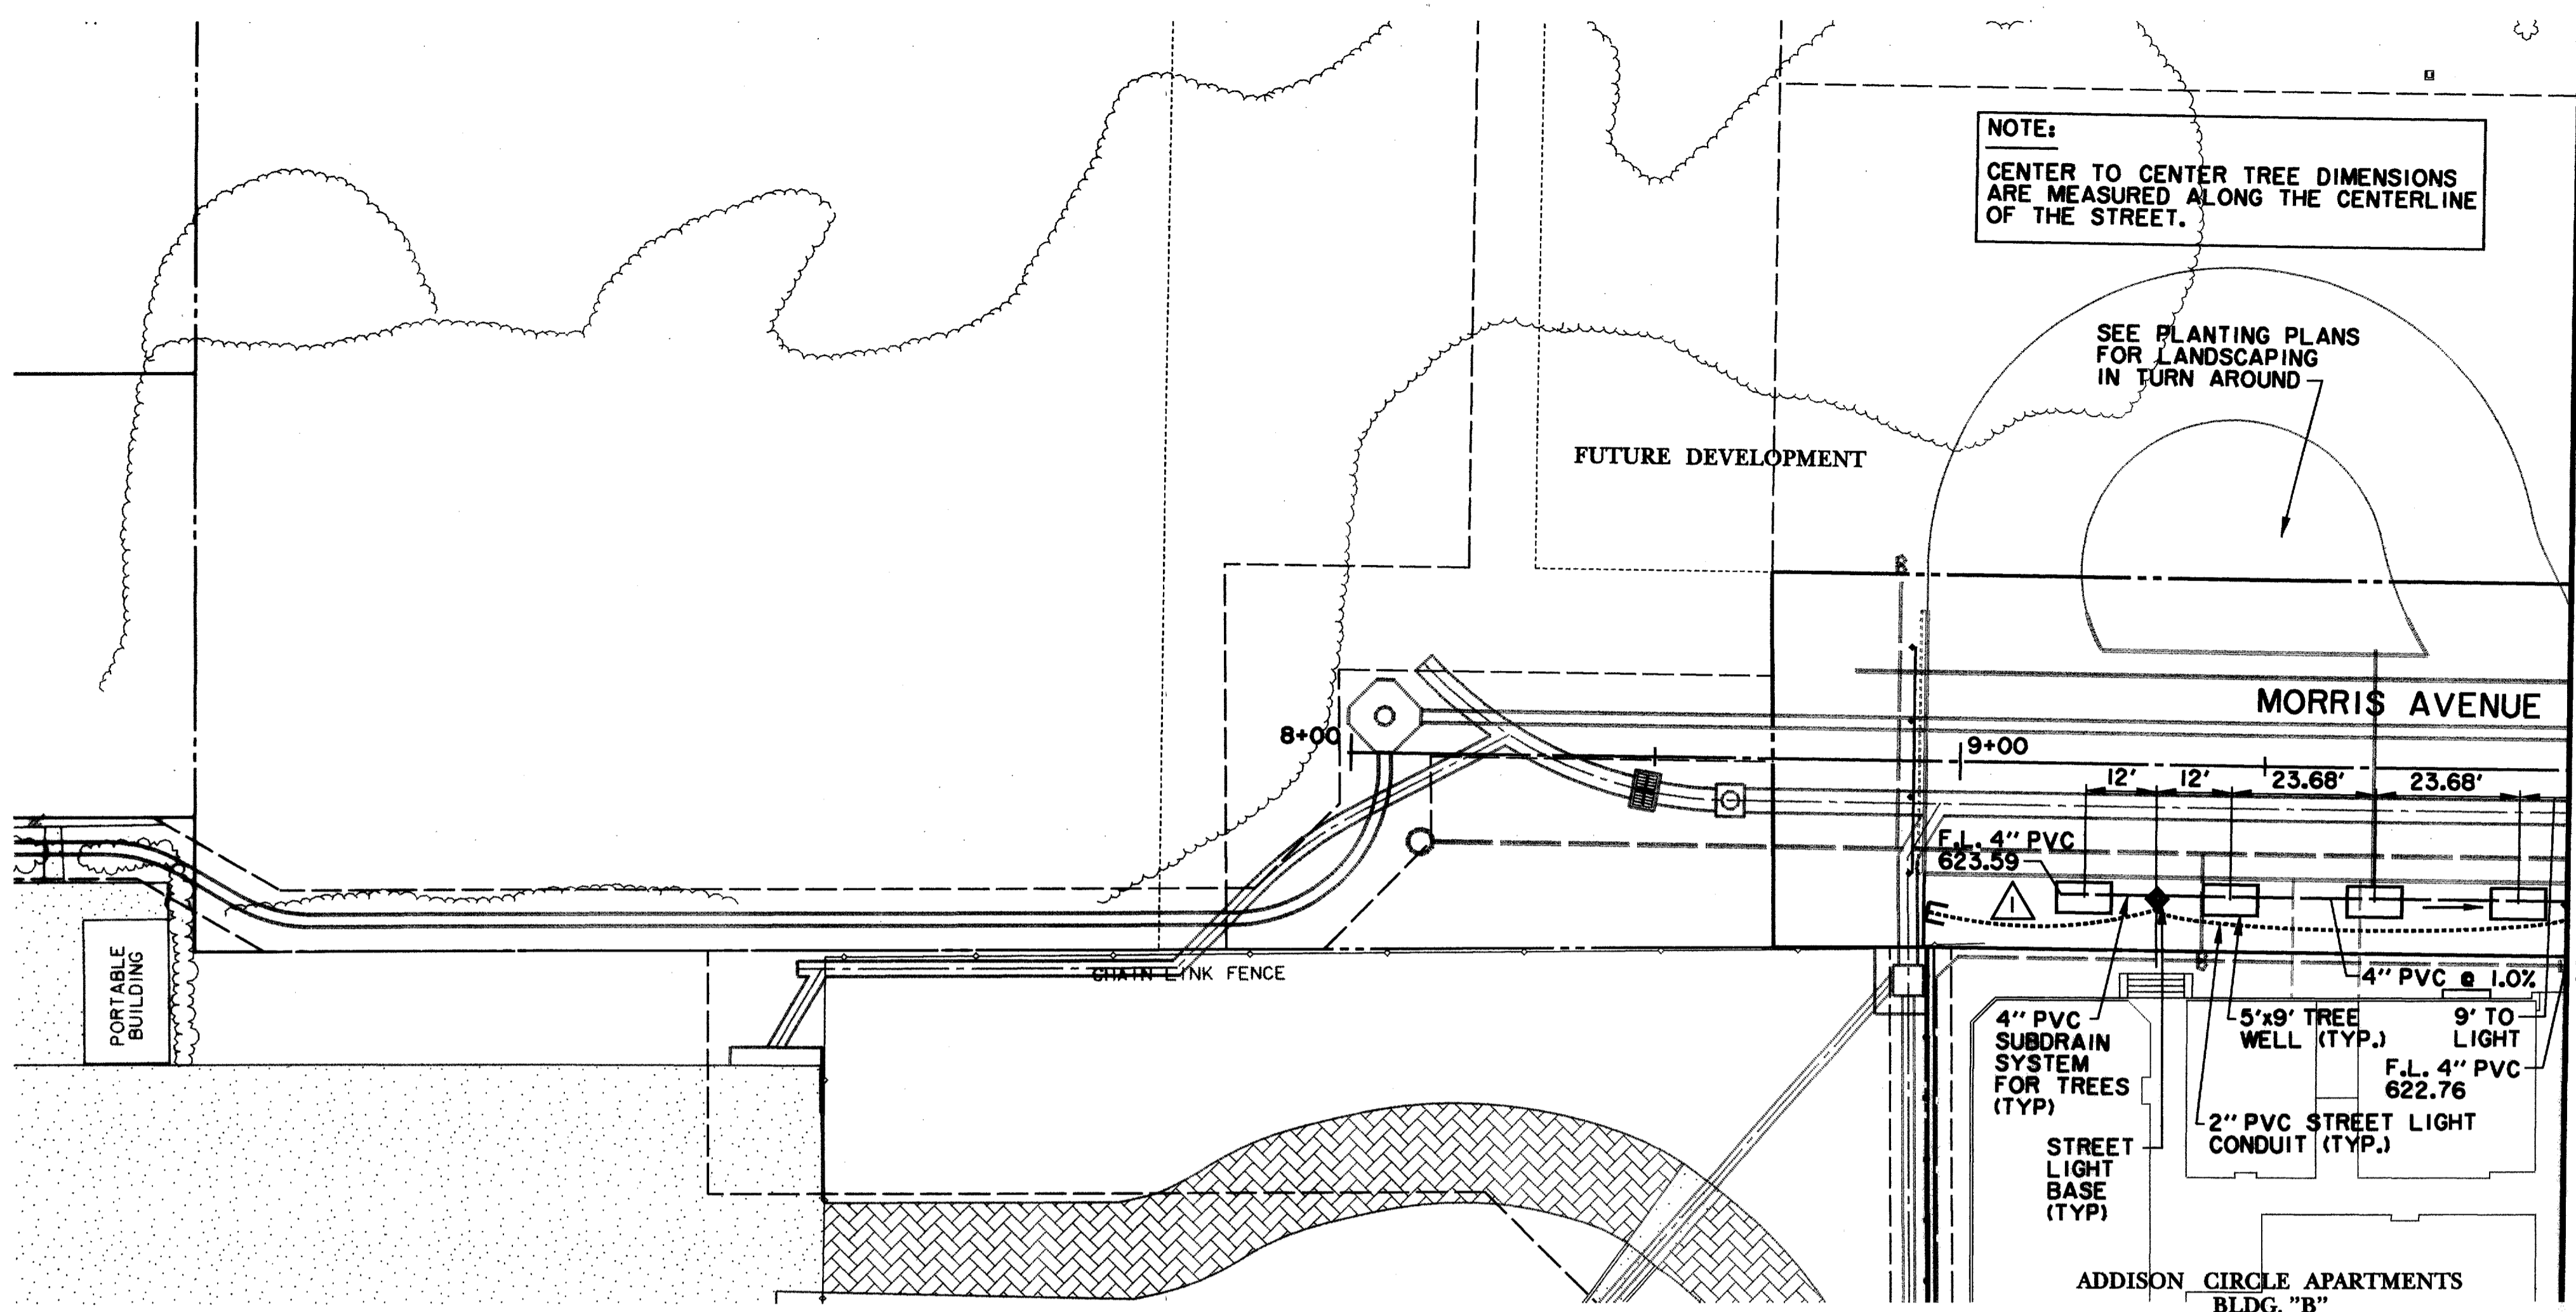 NOTE:
CENTER TO CENTER TREE DIMENSIONS
ARE MEASURED ALONG THE CENTERLINE
OF THE STREET.
SEE PLANTING PLANS
FOR LANDSCAPING
IN TURN AROUND
FUTURE DEVELOPMENT
MORRIS AVENUE
8+00
9+00
12'
12'
23.68'
23.68'
F.L. 4" PVC
623.59
PORTABLE
BUILDING
CHAIN LINK FENCE
4" PVC @ 1.0%
4" PVC
SUBDRAIN
SYSTEM
FOR TREES
(TYP)
5'x9' TREE
WELL (TYP.)
9' TO
LIGHT
F.L. 4" PVC
622.76
2" PVC STREET LIGHT
CONDUIT (TYP.)
STREET
LIGHT
BASE
(TYP)
ADDISON CIRCLE APARTMENTS
BLDG. "B"